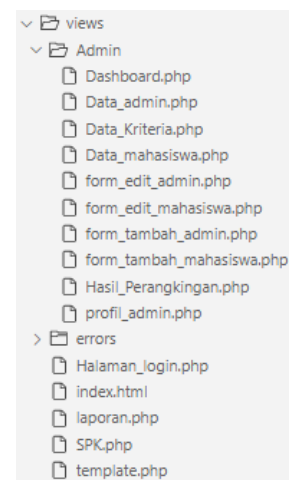 views
Admin
Dashboard.php
Data_admin.php
Data_Kriteria.php
Data_mahasiswa.php
form_edit_admin.php
form_edit_mahasiswa.php
form_tambah_admin.php
form_tambah_mahasiswa.php
Hasil_Perangkingan.php
profil_admin.php
errors
Halaman_login.php
index.html
laporan.php
SPK.php
template.php